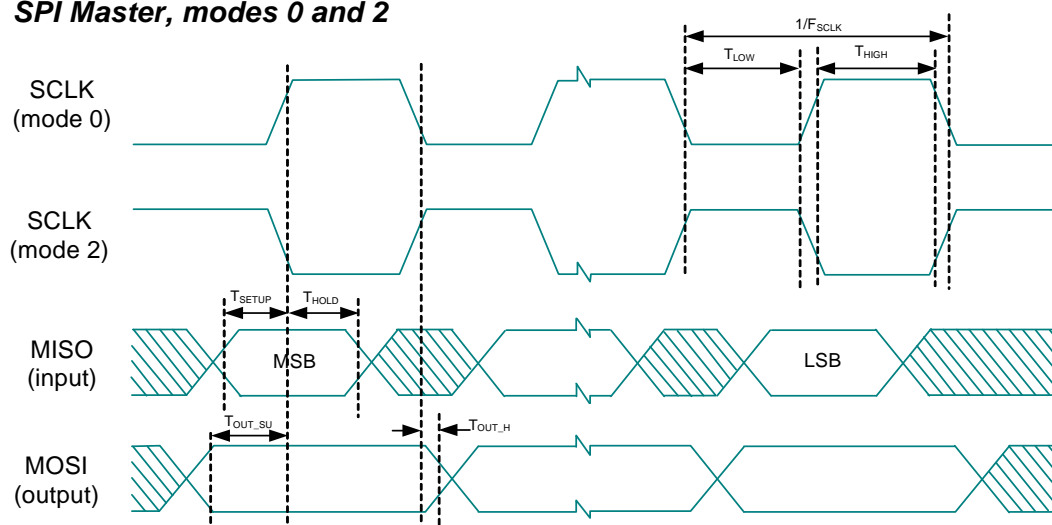 SPI Master, modes 0 and 2
1/FSCLK
TLOW
THIGH
SCLK
(mode 0)
SCLK
(mode 2)
TSETUP
THOLD
MISO
(input)
MSB
LSB
TOUT_SU
TOUT_H
MOSI
(output)